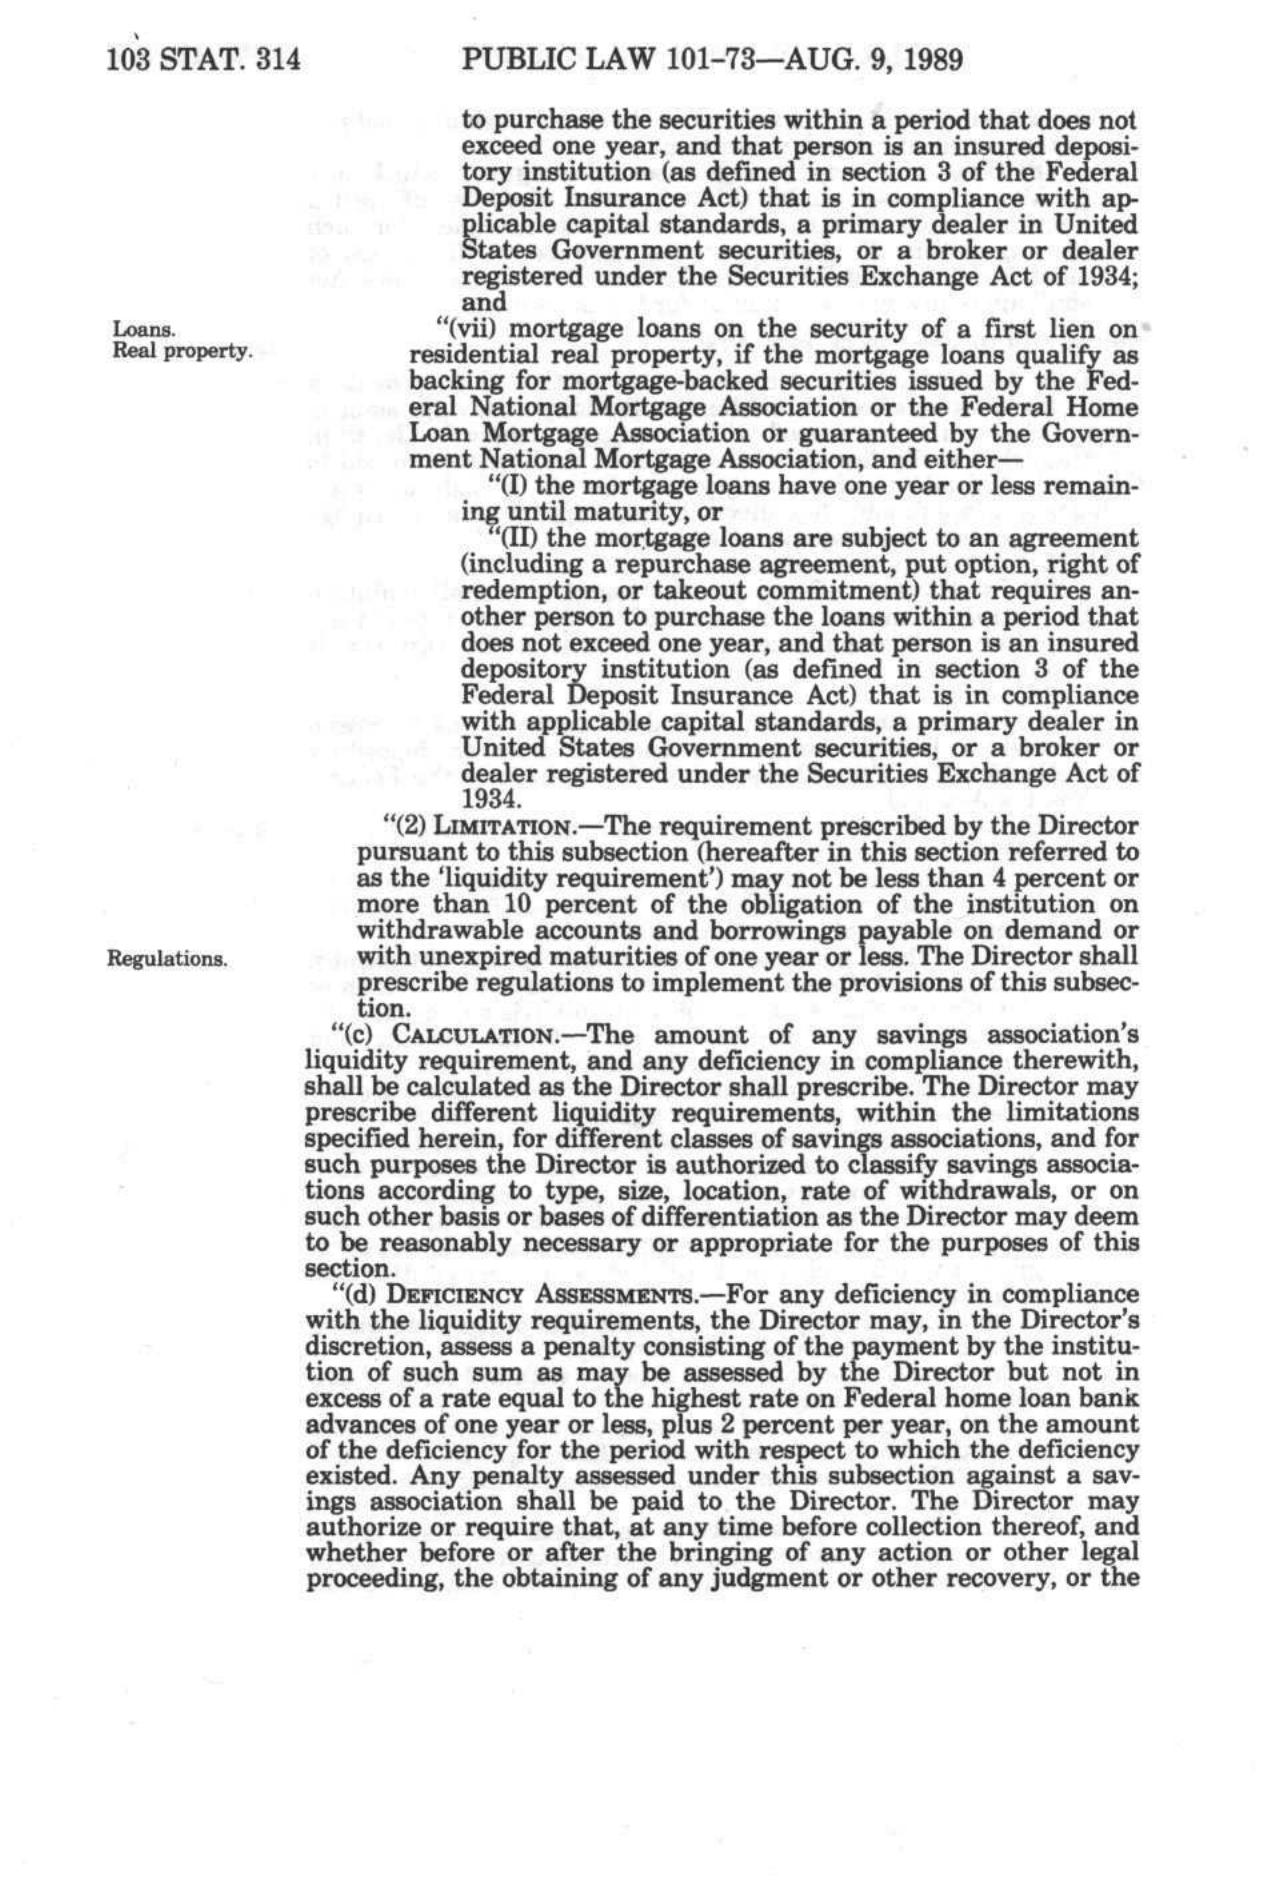 103 STAT. 314 PUBLIC LAW 101-73—AUG. 9, 1989
to purchase the securities within a period that does not
exceed one year, and that person is an insured deposi-
tory institution (as defined in section 3 of the Federal
Deposit Insurance Act) that is in compliance with ap-
plicable capital standards, a primary dealer in United
States Government securities, or a broker or dealer
registered under the Securities Exchange Act of 1934;
and
Loans.
Real property.
“(vii) mortgage loans on the security of a first lien on
residential real property, if the mortgage loans qualify as
backing for mortgage-backed securities issued by the Fed-
eral National Mortgage Association or the Federal Home
Loan Mortgage Association or guaranteed by the Govern-
ment National Mortgage Association, and either—
“(I) the mortgage loans have one year or less remain-
ing until maturity, or
“(II) the mortgage loans are subject to an agreement
(including a repurchase agreement, put option, right of
redemption, or takeout commitment) that requires an-
other person to purchase the loans within a period that
does not exceed one year, and that person is an insured
depository institution (as defined in section 3 of the
Federal Deposit Insurance Act) that is in compliance
with applicable capital standards, a primary dealer in
United States Government securities, or a broker or
dealer registered under the Securities Exchange Act of
1934.
“(2) LIMITATION.—The requirement prescribed by the Director
pursuant to this subsection (hereafter in this section referred to
as the ‘liquidity requirement’) may not be less than 4 percent or
more than 10 percent of the obligation of the institution on
withdrawable accounts and borrowings payable on demand or
Regulations.
with unexpired maturities of one year or less. The Director shall
prescribe regulations to implement the provisions of this subsec-
tion.
“(c) CALCULATION.—The amount of any savings association’s
liquidity requirement, and any deficiency in compliance therewith,
shall be calculated as the Director shall prescribe. The Director may
prescribe different liquidity requirements, within the limitations
specified herein, for different classes of savings associations, and for
such purposes the Director is authorized to classify savings associa-
tions according to type, size, location, rate of withdrawals, or on
such other basis or bases of differentiation as the Director may deem
to be reasonably necessary or appropriate for the purposes of this
section.
“(d) DEFICIENCY ASSESSMENTS.—For any deficiency in compliance
with the liquidity requirements, the Director may, in the Director’s
discretion, assess a penalty consisting of the payment by the institu-
tion of such sum as may be assessed by the Director but not in
excess of a rate equal to the highest rate on Federal home loan bank
advances of one year or less, plus 2 percent per year, on the amount
of the deficiency for the period with respect to which the deficiency
existed. Any penalty assessed under this subsection against a sav-
ings association shall be paid to the Director. The Director may
authorize or require that, at any time before collection thereof, and
whether before or after the bringing of any action or other legal
proceeding, the obtaining of any judgment or other recovery, or the